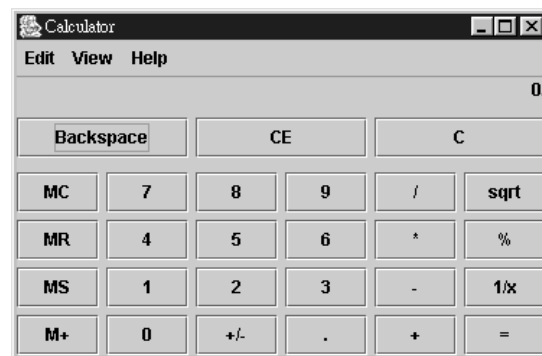 Calculator
Edit View Help
0.
Backspace CE C
MC 7 8 9 / sqrt
MR 4 5 6 * %
MS 1 2 3 - 1/x
M+ 0 +/- . + =